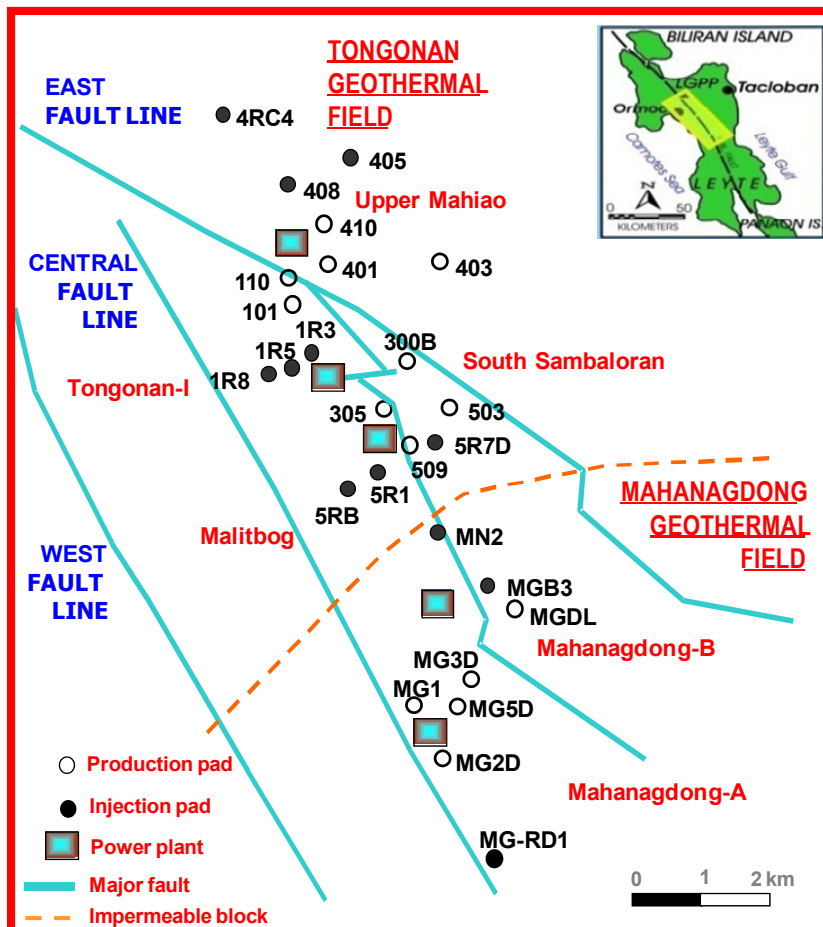 TONGONAN
GEOTHERMAL
FIELD
EAST
FAULT LINE
BILIRAN ISLAND
LGPP
Tacloban
Ormoc
Camotes Sea
Leyte Gulf
FAULT
LEYTE
N
0 50
KILOMETERS
PANAON IS
4RC4
405
408
Upper Mahiao
410
401
403
CENTRAL
FAULT
LINE
110
101
1R3
300B
1R5
1R8
South Sambaloran
Tongonan-I
305
503
5R7D
509
5R1
5RB
MAHANAGDONG
GEOTHERMAL
FIELD
Malitbog
MN2
WEST
FAULT
LINE
MGB3
MGDL
Mahanagdong-B
MG3D
MG1
MG5D
MG2D
Mahanagdong-A
MG-RD1
Production pad
Injection pad
Power plant
Major fault
Impermeable block
0 1 2 km